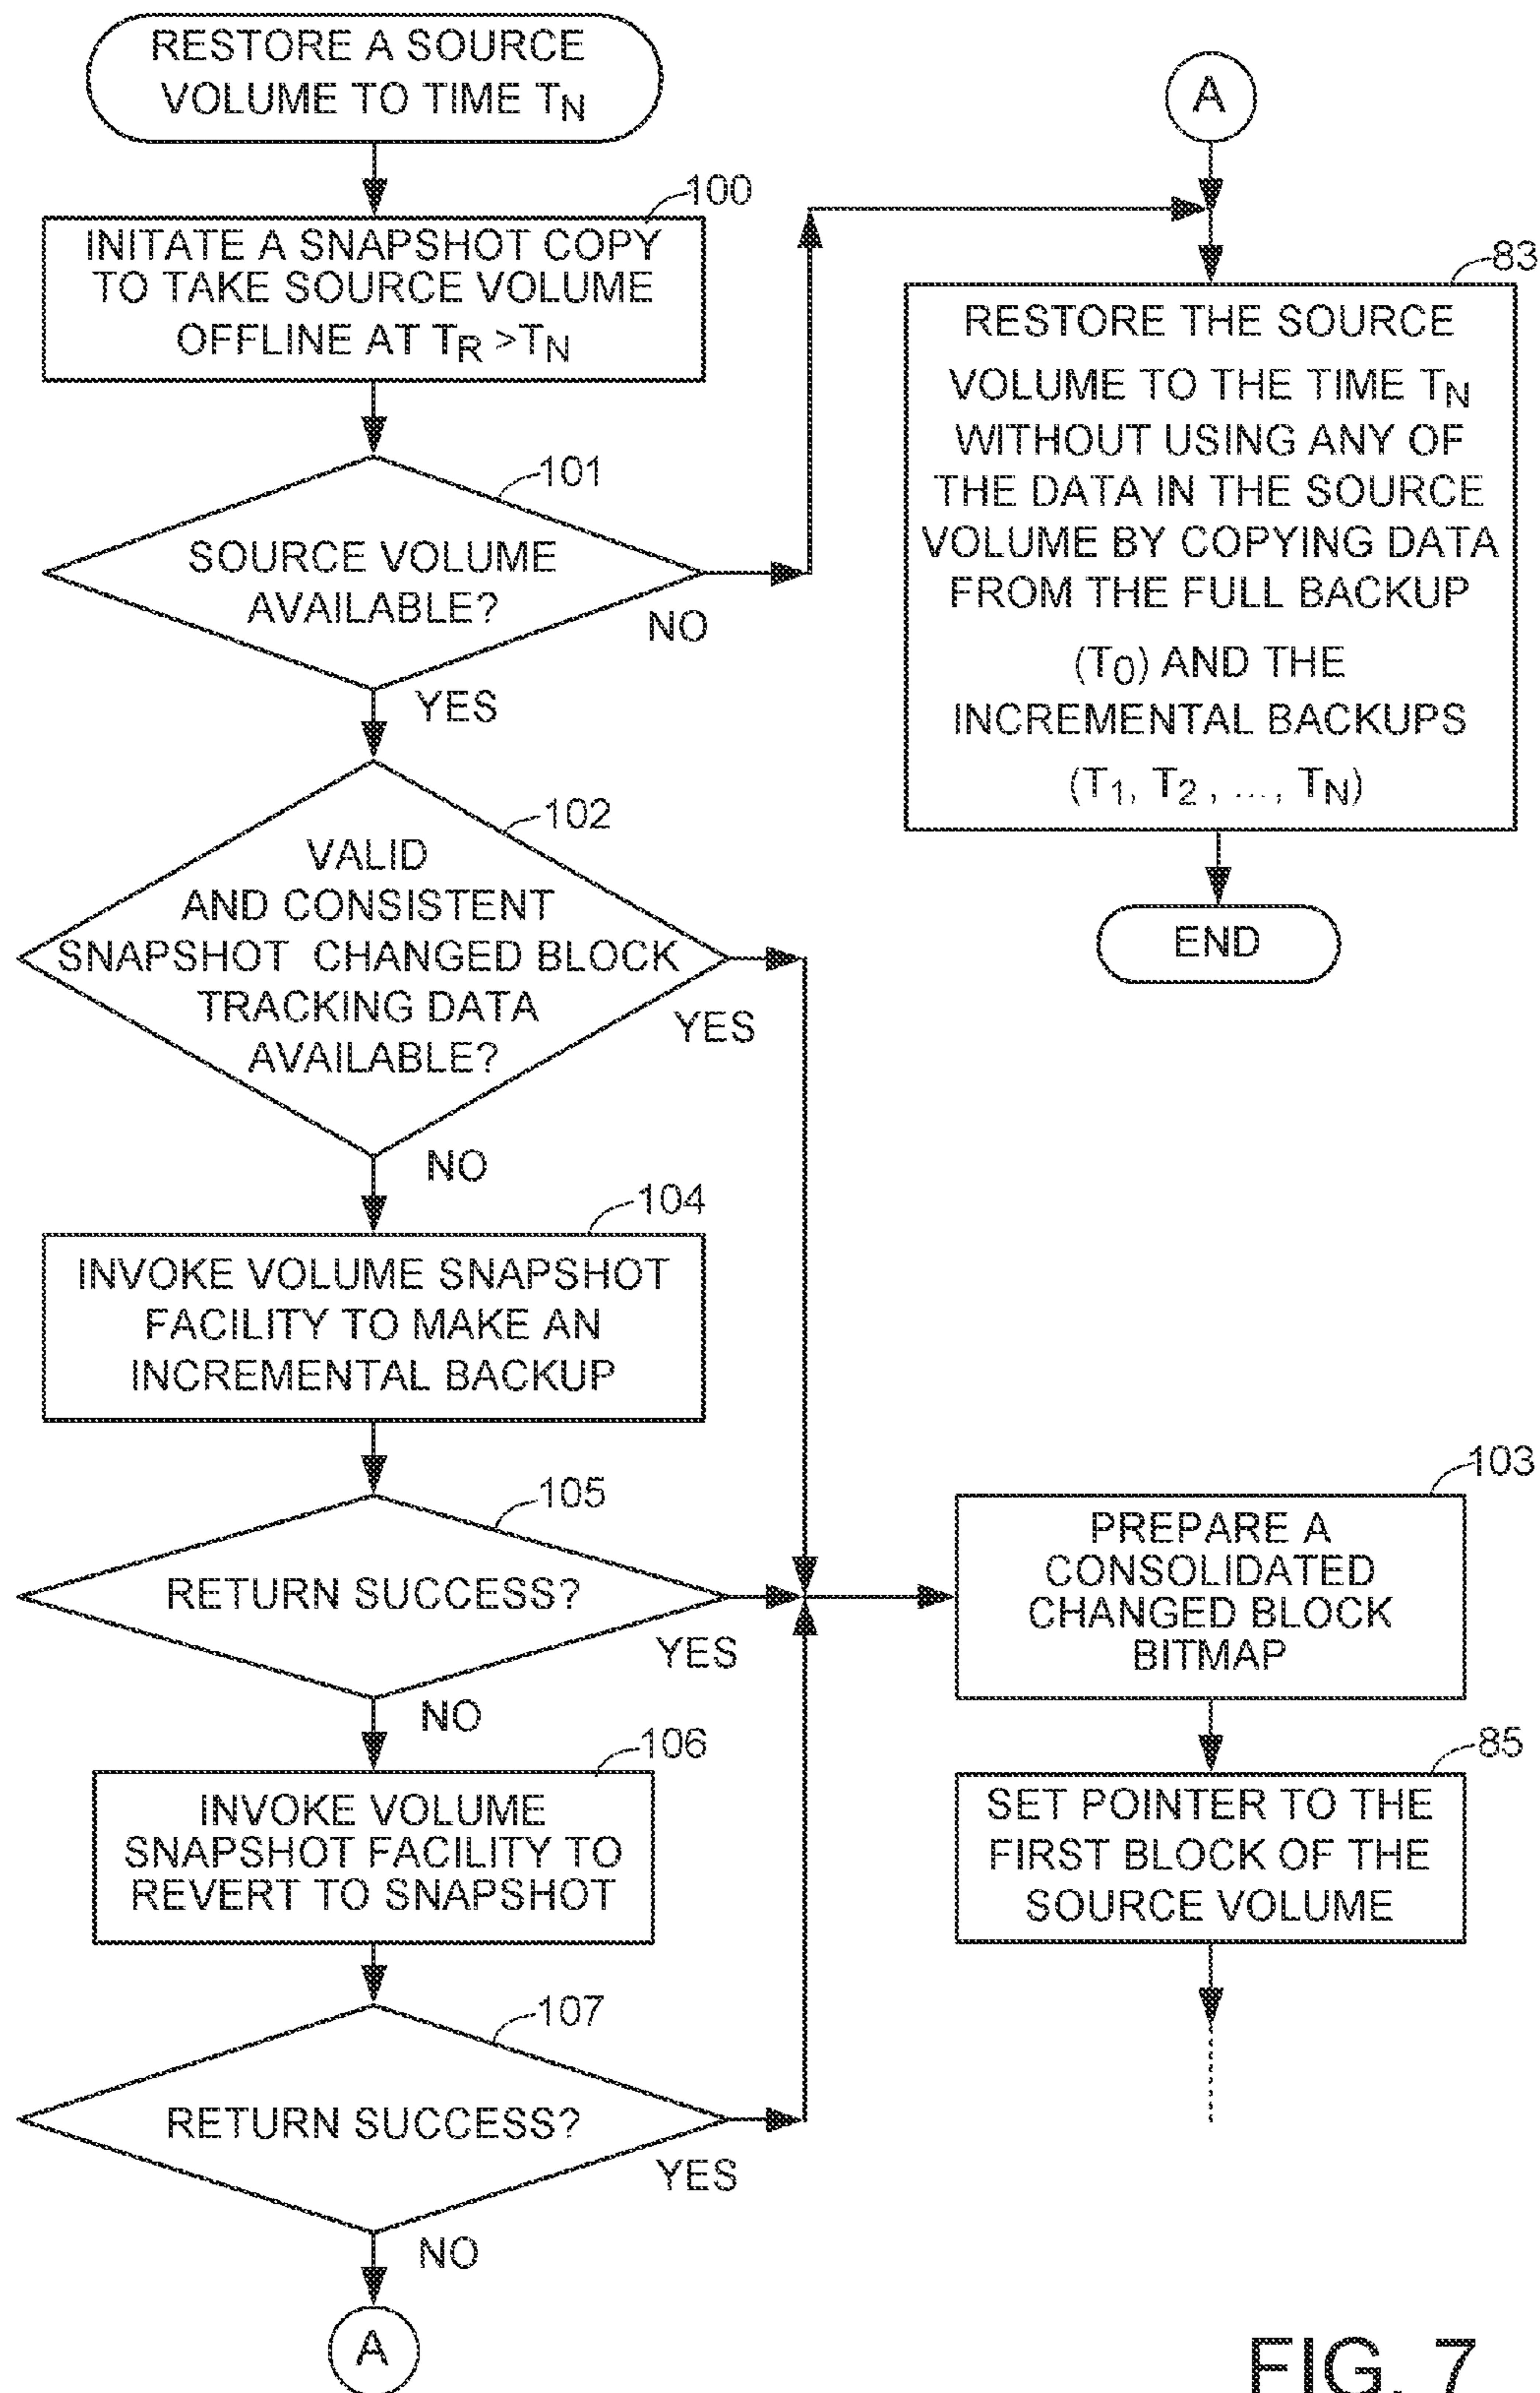 RESTORE A SOURCE
VOLUME TO TIME TN
100
INITATE A SNAPSHOT COPY
TO TAKE SOURCE VOLUME
OFFLINE AT TR >TN
101
SOURCE VOLUME
AVAILABLE?
NO
YES
102
VALID
AND CONSISTENT
SNAPSHOT CHANGED BLOCK
TRACKING DATA
AVAILABLE?
YES
NO
104
INVOKE VOLUME SNAPSHOT
FACILITY TO MAKE AN
INCREMENTAL BACKUP
105
RETURN SUCCESS?
YES
NO
106
INVOKE VOLUME
SNAPSHOT FACILITY TO
REVERT TO SNAPSHOT
107
RETURN SUCCESS?
YES
NO
A
A
83
RESTORE THE SOURCE
VOLUME TO THE TIME TN
WITHOUT USING ANY OF
THE DATA IN THE SOURCE
VOLUME BY COPYING DATA
FROM THE FULL BACKUP
(T0) AND THE
INCREMENTAL BACKUPS
(T1, T2 , ..., TN)
END
103
PREPARE A
CONSOLIDATED
CHANGED BLOCK
BITMAP
85
SET POINTER TO THE
FIRST BLOCK OF THE
SOURCE VOLUME
FIG. 7